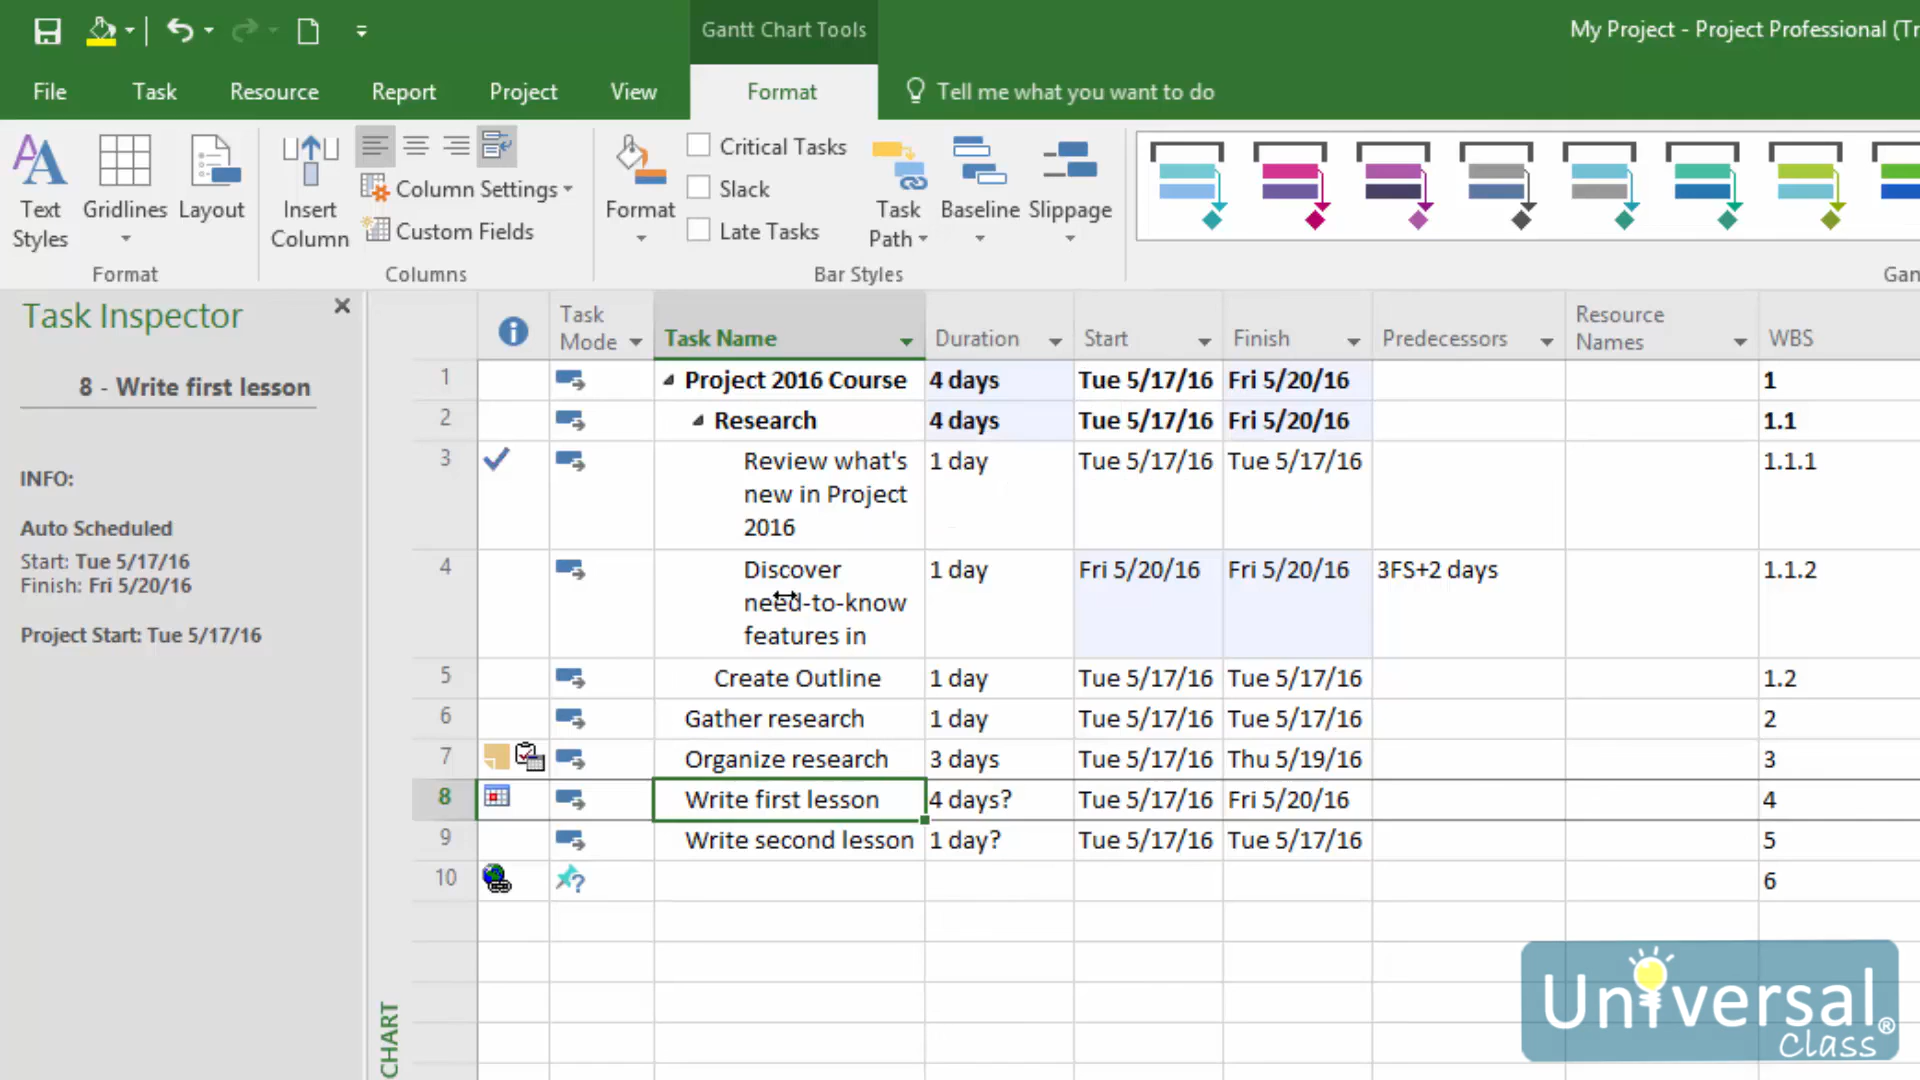 Gantt Chart Tools
My Project - Project Professional (Tr
File Task Resource Report Project View Format Tell me what you want to do
Text Styles
Gridlines
Layout
Format
Insert Column
Column Settings
Custom Fields
Columns
Format
Critical Tasks
Slack
Late Tasks
Task Path
Baseline
Slippage
Bar Styles
Gan
Task Inspector
8 - Write first lesson
INFO:
Auto Scheduled
Start: Tue 5/17/16
Finish: Fri 5/20/16
Project Start: Tue 5/17/16
CHART
Task Mode Task Name Duration Start Finish Predecessors Resource Names WBS
1 Project 2016 Course 4 days Tue 5/17/16 Fri 5/20/16 1
2 Research 4 days Tue 5/17/16 Fri 5/20/16 1.1
3 Review what's 1 day Tue 5/17/16 Tue 5/17/16 1.1.1
new in Project
2016
4 Discover 1 day Fri 5/20/16 Fri 5/20/16 3FS+2 days 1.1.2
need-to-know
features in
5 Create Outline 1 day Tue 5/17/16 Tue 5/17/16 1.2
6 Gather research 1 day Tue 5/17/16 Tue 5/17/16 2
7 Organize research 3 days Tue 5/17/16 Thu 5/19/16 3
8 Write first lesson 4 days? Tue 5/17/16 Fri 5/20/16 4
9 Write second lesson 1 day? Tue 5/17/16 Tue 5/17/16 5
10 6
Universal®
Class